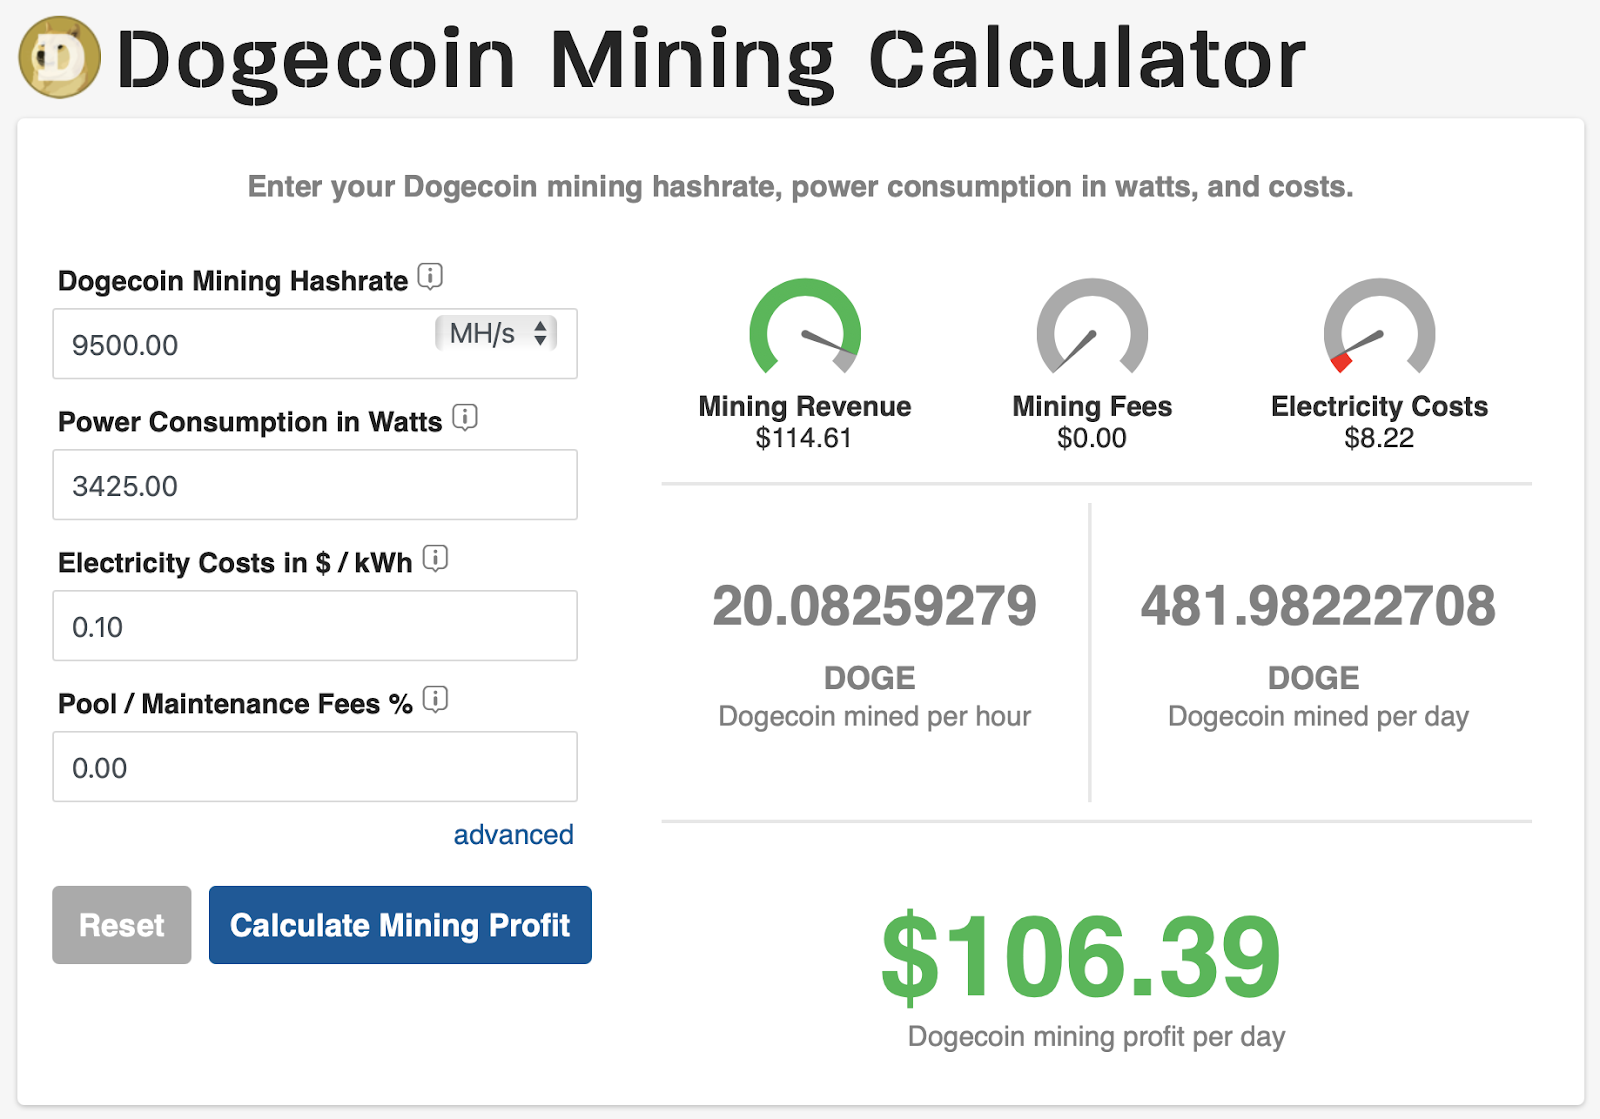 Dogecoin Mining Calculator
Enter your Dogecoin mining hashrate, power consumption in watts, and costs.
Dogecoin Mining Hashrate
9500.00
MH/s
Power Consumption in Watts
3425.00
Electricity Costs in $ / kWh
0.10
Pool / Maintenance Fees %
0.00
advanced
Reset
Calculate Mining Profit
Mining Revenue
$114.61
Mining Fees
$0.00
Electricity Costs
$8.22
20.08259279
DOGE
Dogecoin mined per hour
481.98222708
DOGE
Dogecoin mined per day
$106.39
Dogecoin mining profit per day